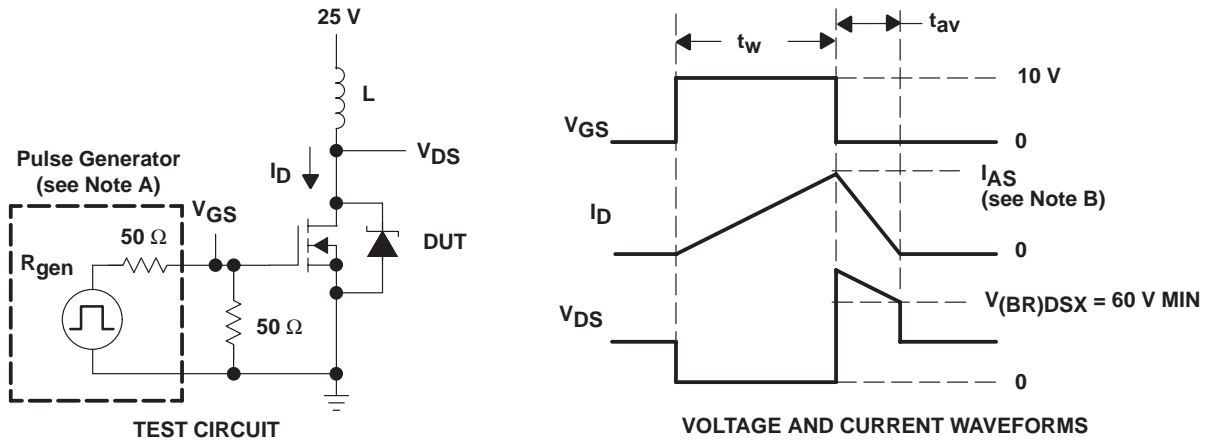 25 V
L
V_DS
I_D
Pulse Generator
(see Note A)
V_GS
50 Ω
R_gen
50 Ω
DUT
TEST CIRCUIT
t_w
t_av
10 V
V_GS
0
I_AS
(see Note B)
I_D
0
V_(BR)DSX = 60 V MIN
V_DS
0
VOLTAGE AND CURRENT WAVEFORMS